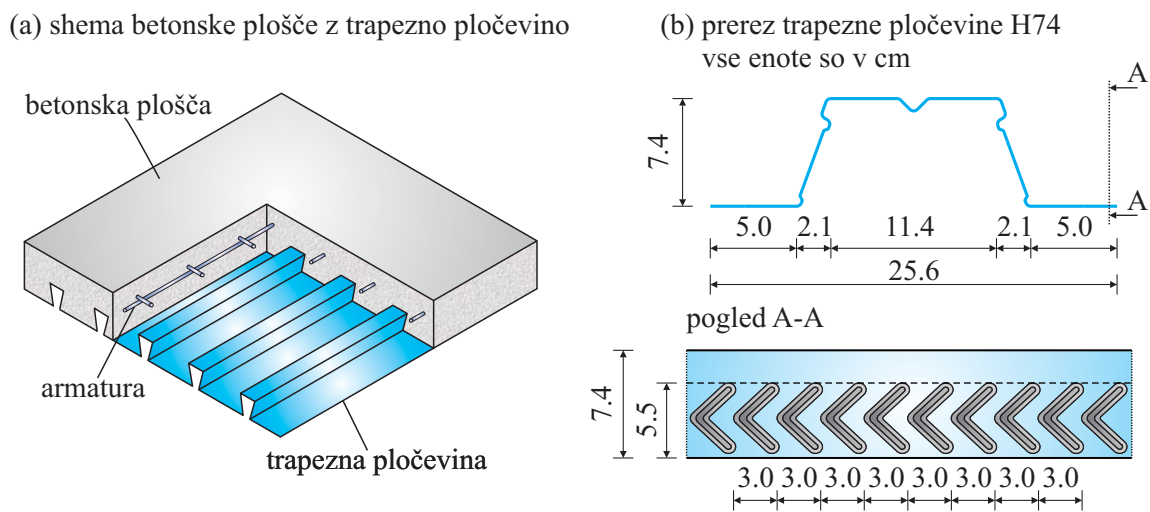 (a) shema betonske plošče z trapezno pločevino
betonska plošča
armatura
trapezna pločevina
(b) prerez trapezne pločevine H74
vse enote so v cm
A
7.4
A
5.0 2.1 11.4 2.1 5.0
25.6
pogled A-A
7.4
5.5
3.0 3.0 3.0 3.0 3.0 3.0 3.0 3.0